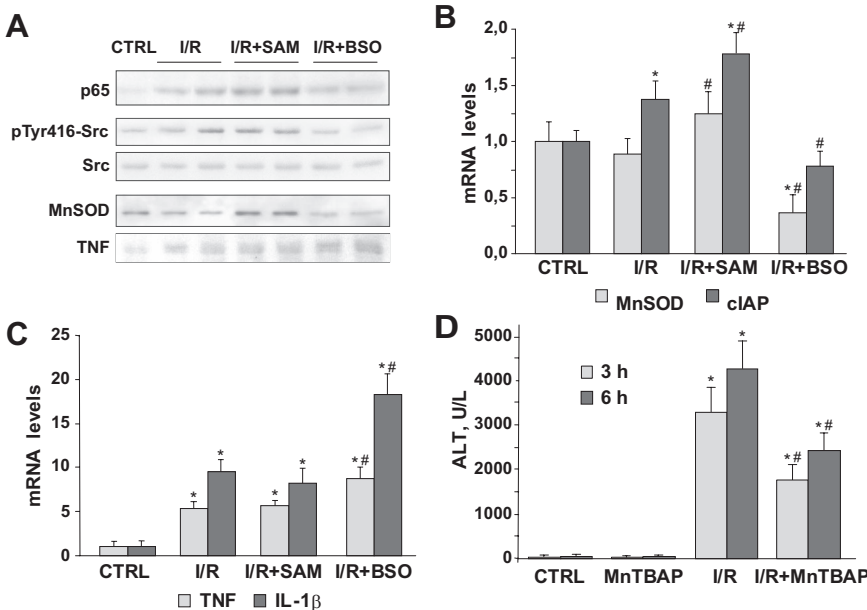 A
CTRL I/R I/R+SAM I/R+BSO
p65
pTyr416-Src
Src
MnSOD
TNF
B
mRNA levels
2,0
1,5
1,0
0,5
0,0
* # * # * # #
CTRL I/R I/R+SAM I/R+BSO
MnSOD cIAP
C
mRNA levels
25
20
15
10
5
0
* * * * * # * #
CTRL I/R I/R+SAM I/R+BSO
TNF IL-1β
D
ALT, U/L
5000
4000
3000
2000
1000
0
3 h
6 h
* * * # * #
CTRL MnTBAP I/R I/R+MnTBAP